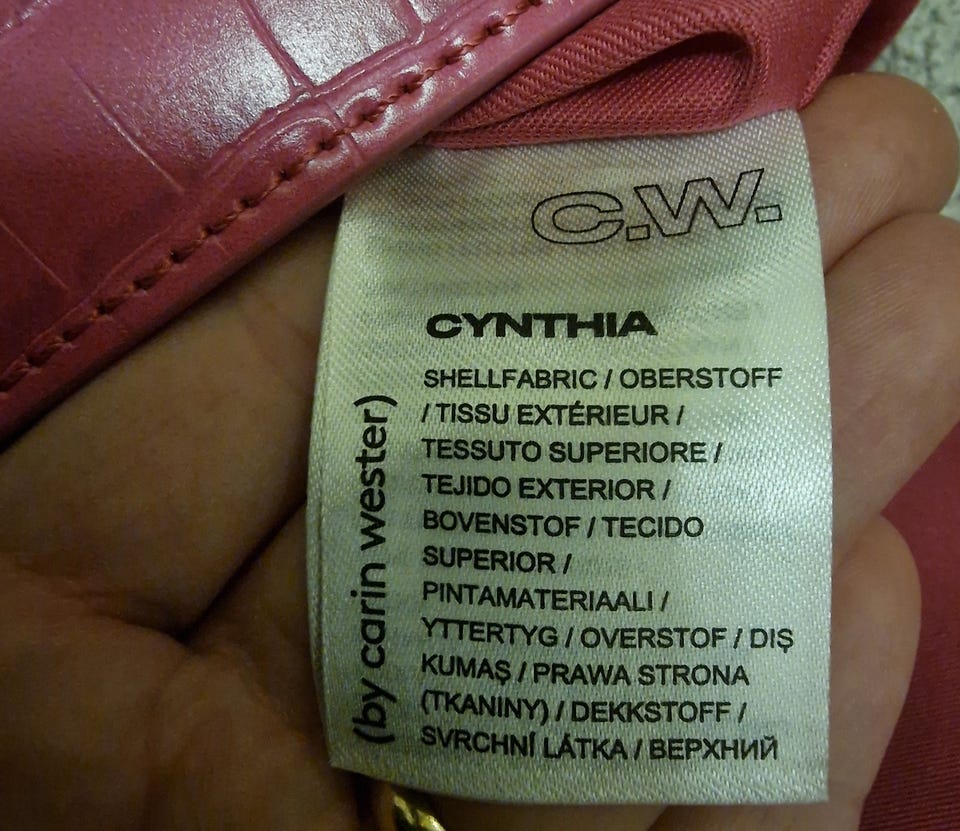 C.W.
CYNTHIA
SHELLFABRIC / OBERSTOFF
/ TISSU EXTÉRIEUR /
TESSUTO SUPERIORE /
TEJIDO EXTERIOR /
BOVENSTOF / TECIDO
SUPERIOR /
PINTAMATERIAALI /
YTTERTYG / OVERSTOF / DIŞ
KUMAŞ / PRAWA STRONA
(TKANINY) / DEKKSTOFF /
SVRCHNÍ LÁTKA / ВЕРХНИЙ
(by carin wester)